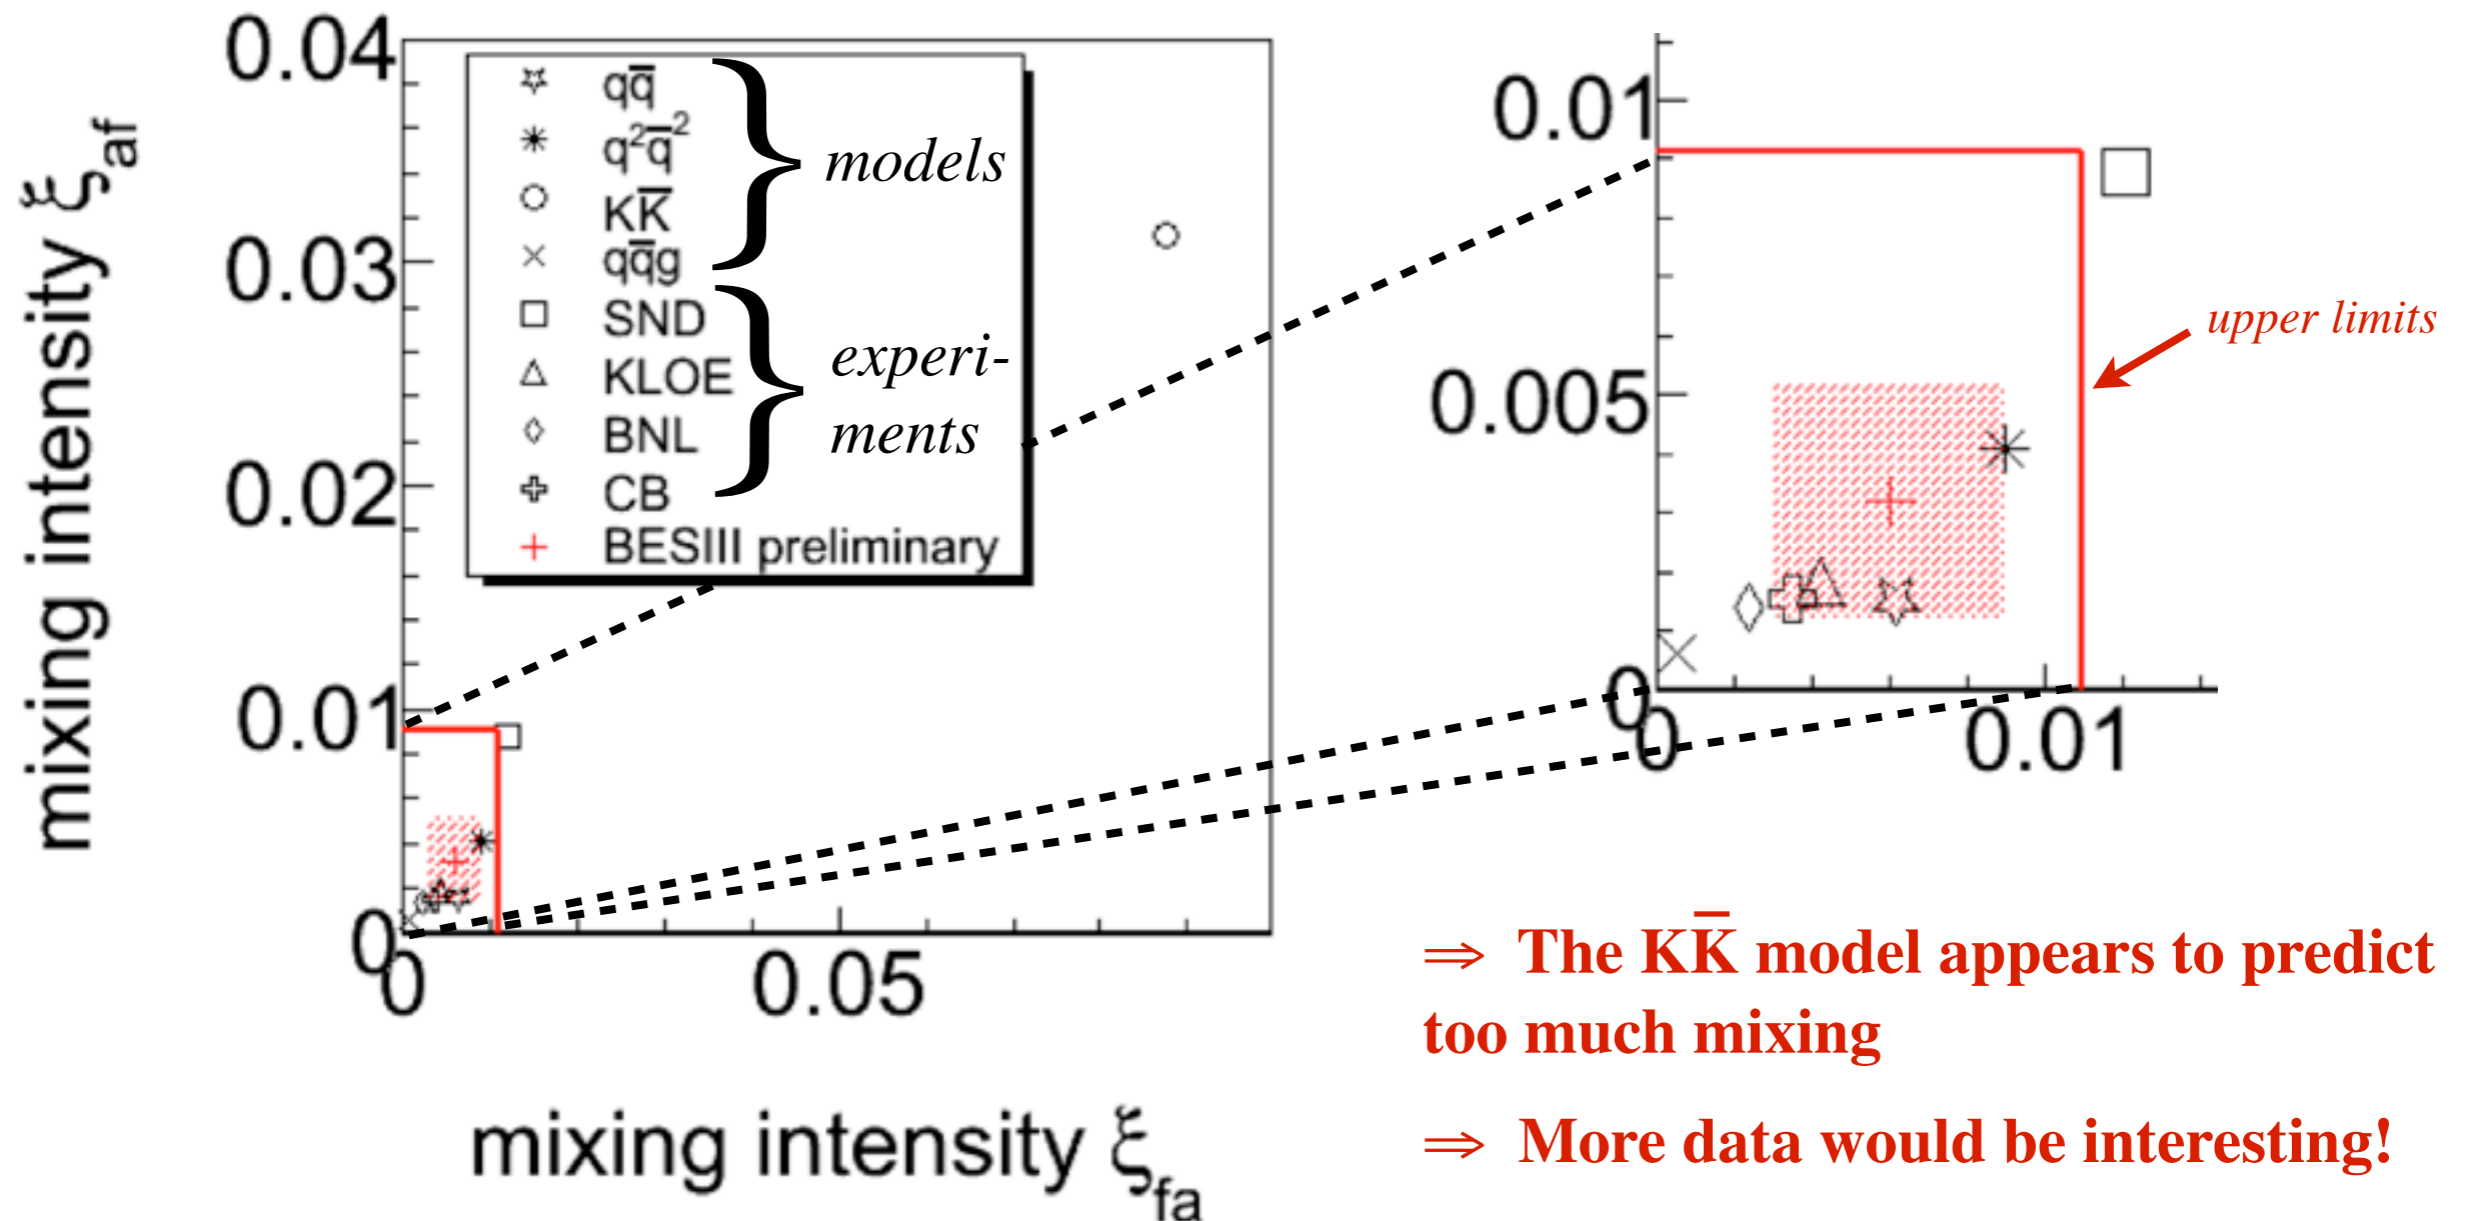 mixing intensity ξaf
0.04
0.03
0.02
0.01
0
0
0.05
mixing intensity ξfa
qq̅
q²q̅²
KK̅
qq̅g
models
SND
KLOE
BNL
CB
experi-
ments
BESIII preliminary
0.01
0.005
0
0
0.01
upper limits
⇒ The KK̅ model appears to predict
too much mixing
⇒ More data would be interesting!